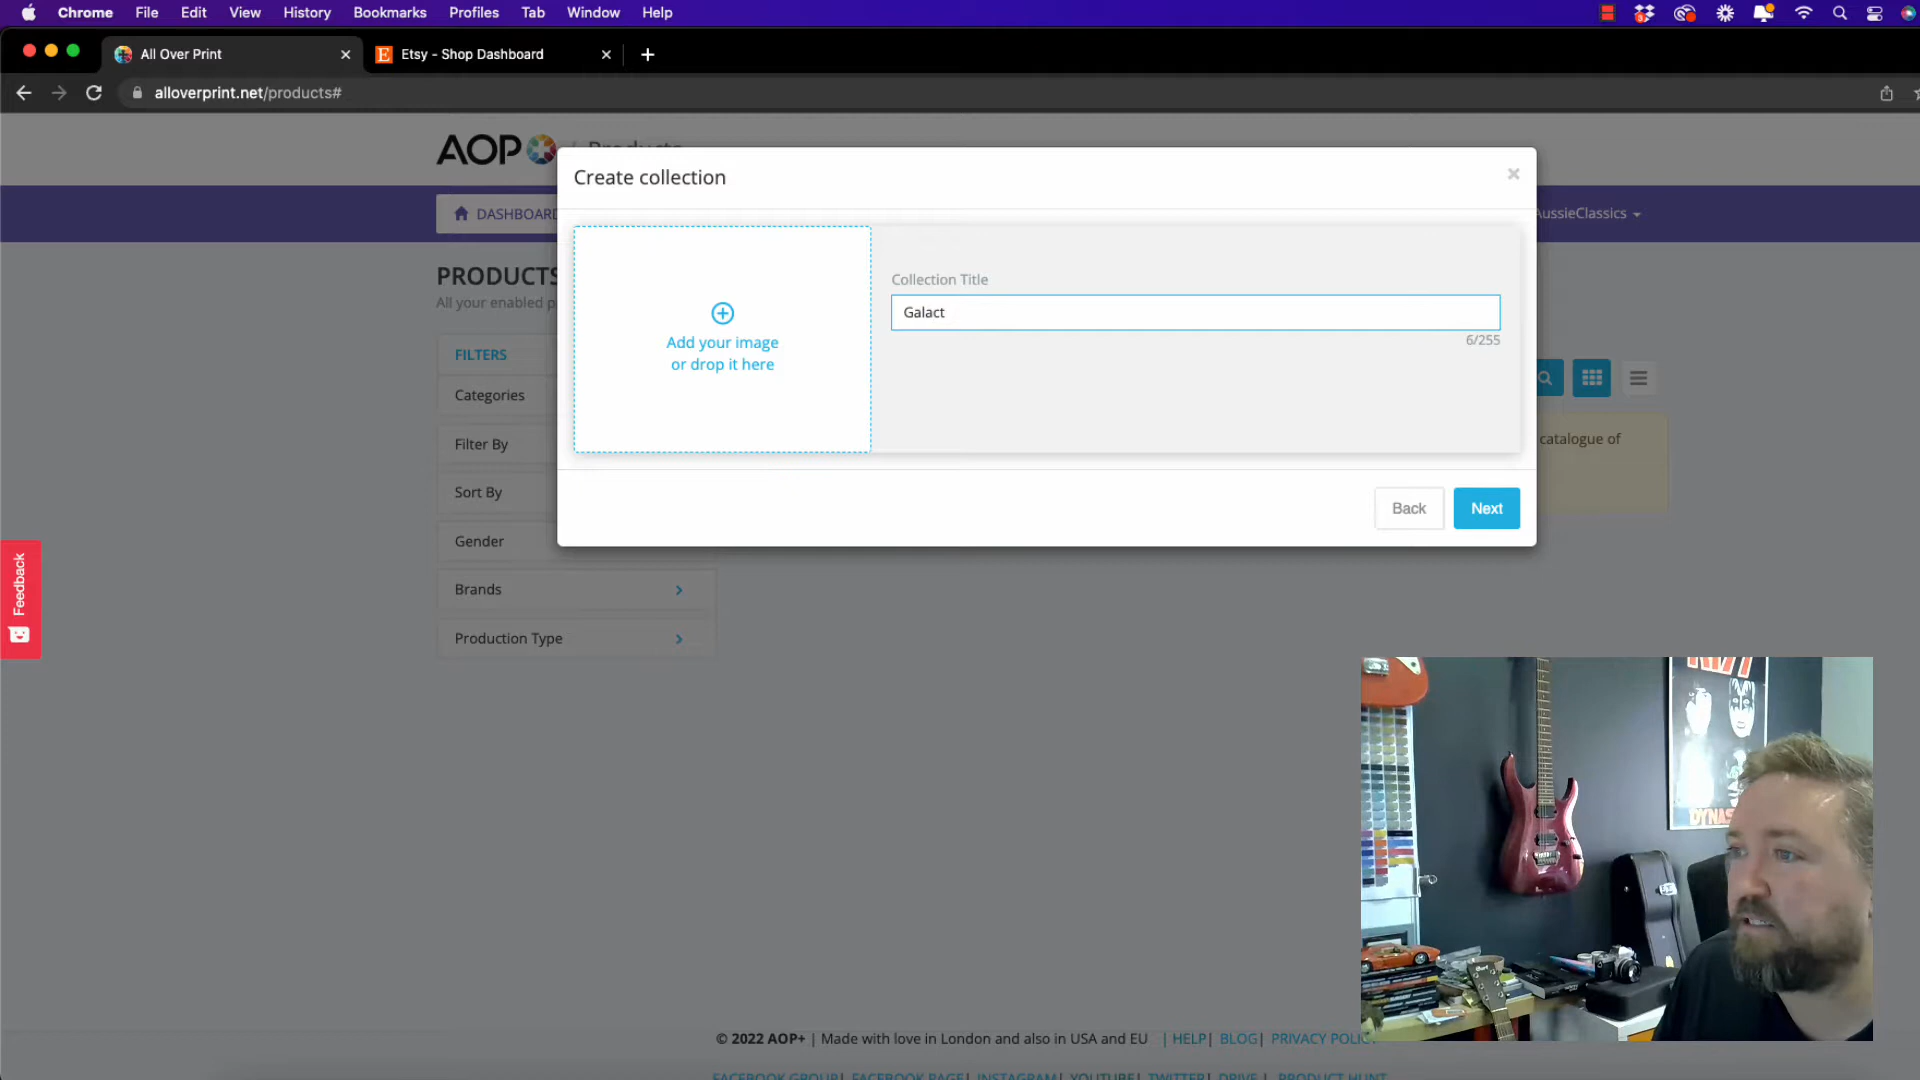 Chrome File Edit View History Bookmarks Profiles Tab Window Help
All Over Print
Etsy – Shop Dashboard
alloverprint.net/products#
AOP / Products
Create collection
DASHBOARD
AussieClassics
PRODUCTS
All your enabled p
Collection Title
Galact
6/255
Add your image
or drop it here
FILTERS
Categories
Filter By
Sort By
Gender
Brands
Production Type
catalogue of
Back
Next
Feedback
DYNAS
© 2022 AOP+ | Made with love in London and also in USA and EU | HELP | BLOG | PRIVACY POLIC
FACEBOOK GROUP | FACEBOOK PAGE | INSTAGRAM | YOUTUBE | TWITTER | DRIVE | PRODUCT HUNT